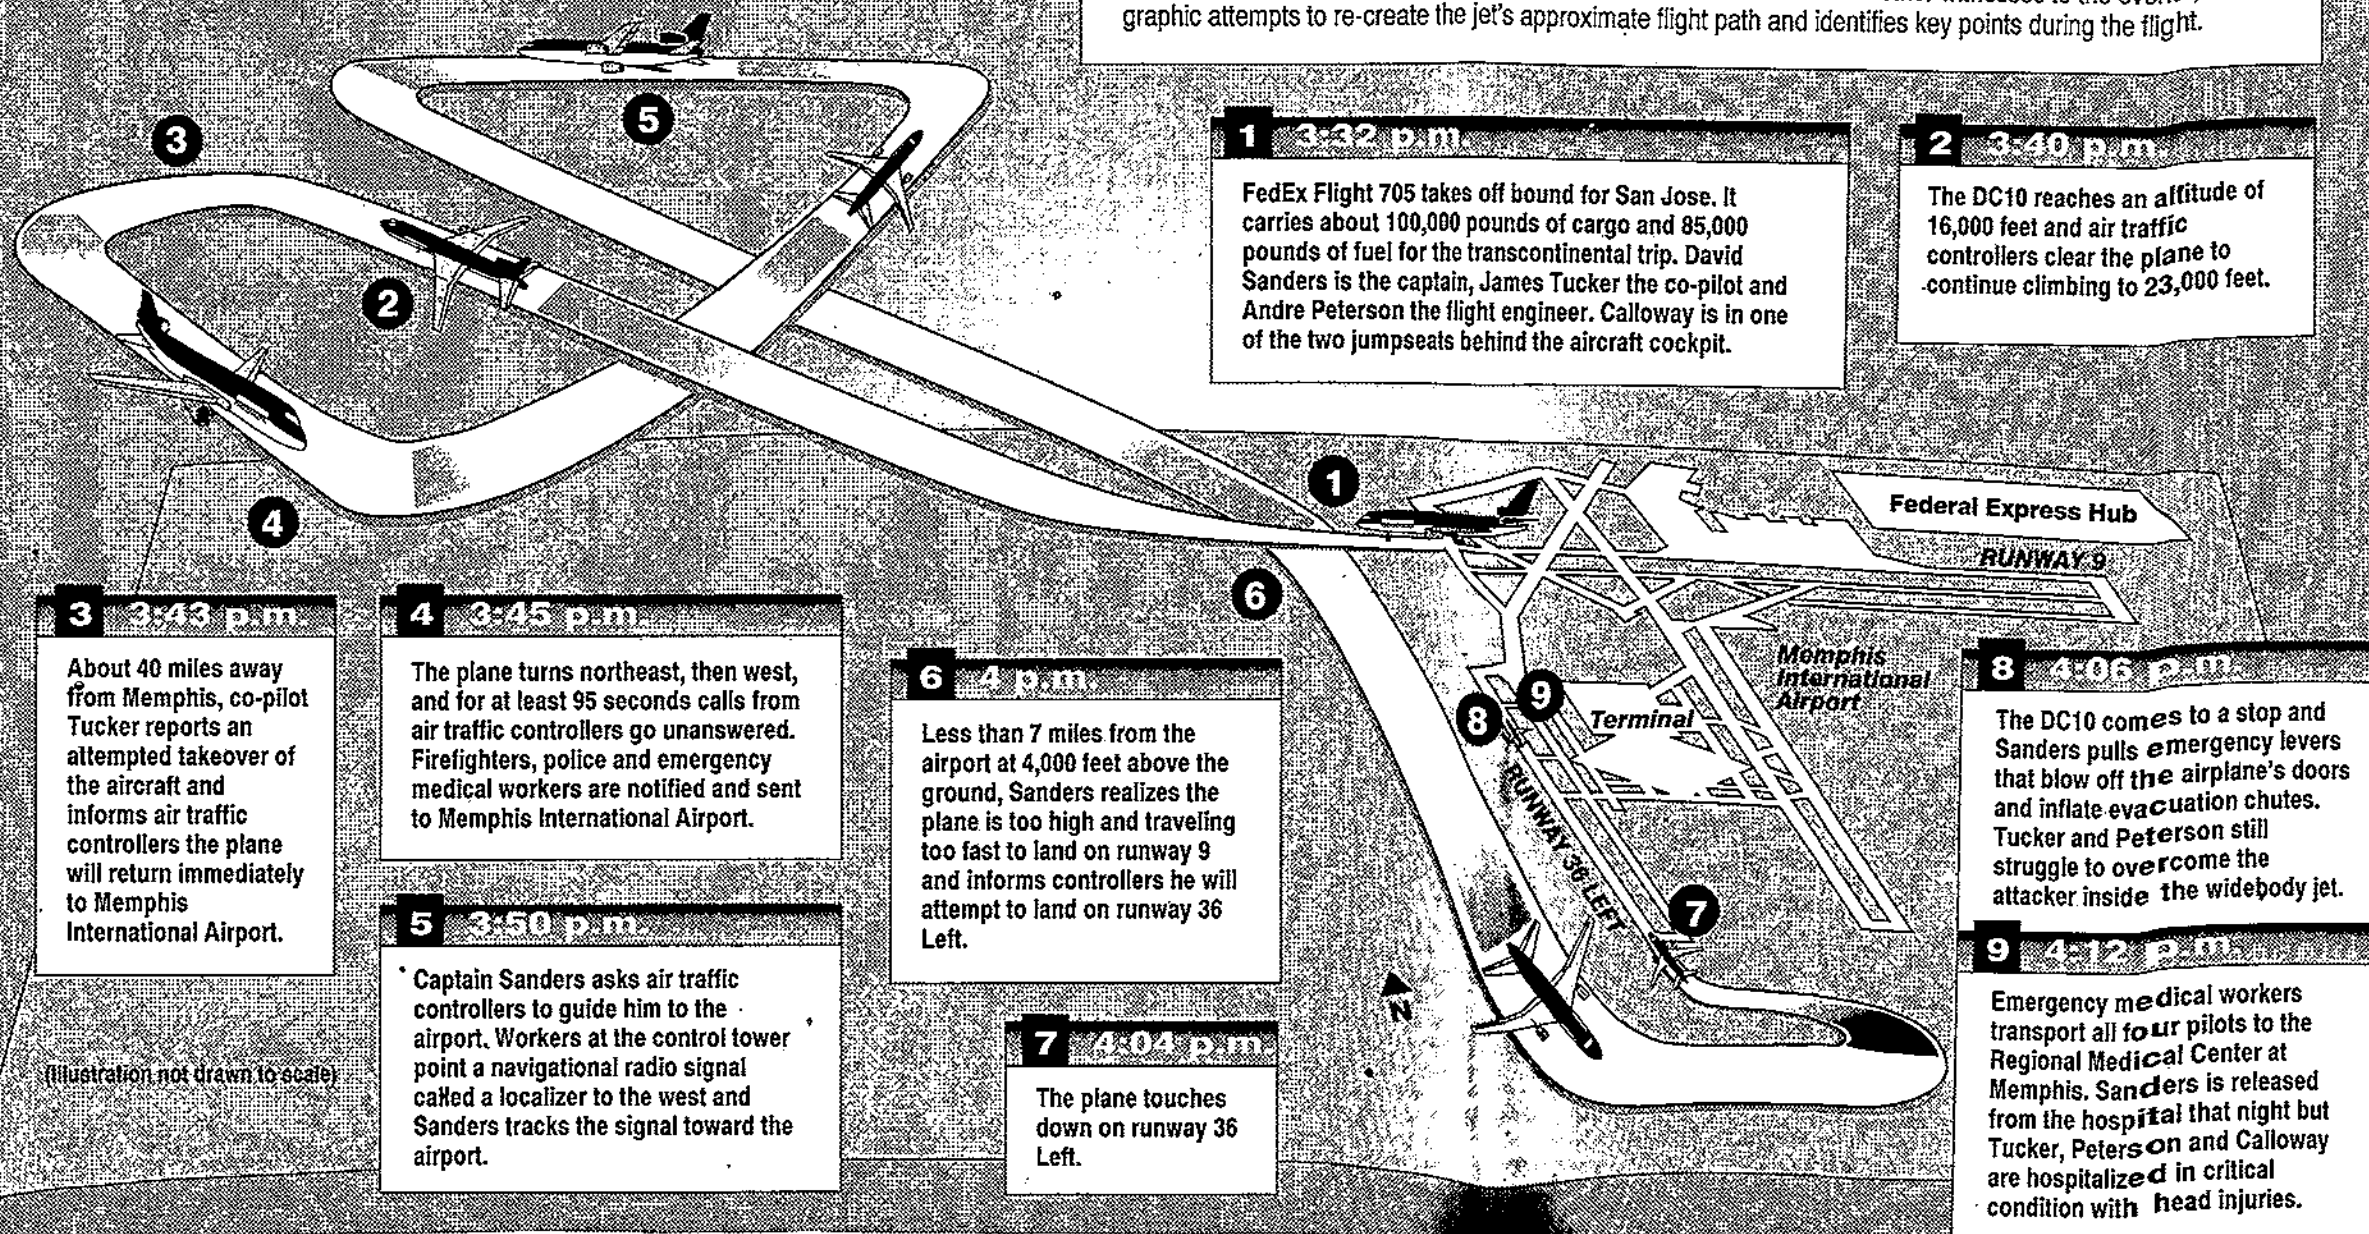 graphic attempts to re-create the jet's approximate flight path and identifies key points during the flight.
1 3:32 p.m.
FedEx Flight 705 takes off bound for San Jose. It
carries about 100,000 pounds of cargo and 85,000
pounds of fuel for the transcontinental trip. David
Sanders is the captain, James Tucker the co-pilot and
Andre Peterson the flight engineer. Calloway is in one
of the two jumpseats behind the aircraft cockpit.
2 3:40 p.m.
The DC10 reaches an altitude of
16,000 feet and air traffic
controllers clear the plane to
continue climbing to 23,000 feet.
3
5
2
4
1
6
Federal Express Hub
RUNWAY 9
Memphis
International
Airport
8
9
Terminal
RUNWAY 36 LEFT
7
N
3 3:43 p.m.
About 40 miles away
from Memphis, co-pilot
Tucker reports an
attempted takeover of
the aircraft and
informs air traffic
controllers the plane
will return immediately
to Memphis
International Airport.
(Illustration not drawn to scale)
4 3:45 p.m.
The plane turns northeast, then west,
and for at least 95 seconds calls from
air traffic controllers go unanswered.
Firefighters, police and emergency
medical workers are notified and sent
to Memphis International Airport.
5 3:50 p.m.
Captain Sanders asks air traffic
controllers to guide him to the
airport. Workers at the control tower
point a navigational radio signal
called a localizer to the west and
Sanders tracks the signal toward the
airport.
6 4 p.m.
Less than 7 miles from the
airport at 4,000 feet above the
ground, Sanders realizes the
plane is too high and traveling
too fast to land on runway 9
and informs controllers he will
attempt to land on runway 36
Left.
7 4:04 p.m.
The plane touches
down on runway 36
Left.
8 4:06 p.m.
The DC10 comes to a stop and
Sanders pulls emergency levers
that blow off the airplane's doors
and inflate evacuation chutes.
Tucker and Peterson still
struggle to overcome the
attacker inside the widebody jet.
9 4:12 p.m.
Emergency medical workers
transport all four pilots to the
Regional Medical Center at
Memphis. Sanders is released
from the hospital that night but
Tucker, Peterson and Calloway
are hospitalized in critical
condition with head injuries.